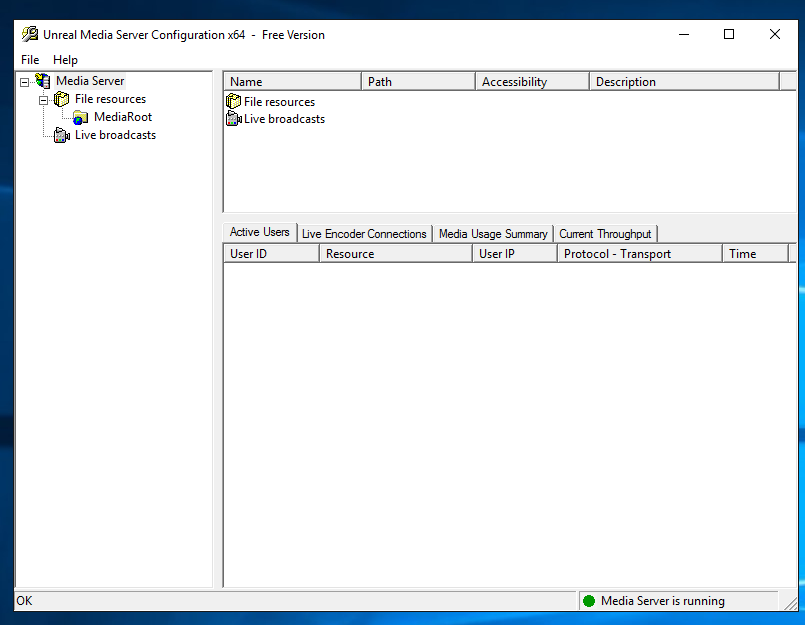 Unreal Media Server Configuration x64 - Free Version
File Help
Media Server
File resources
MediaRoot
Live broadcasts
Name Path Accessibility Description
File resources
Live broadcasts
Active Users Live Encoder Connections Media Usage Summary Current Throughput
User ID Resource User IP Protocol - Transport Time
OK
Media Server is running